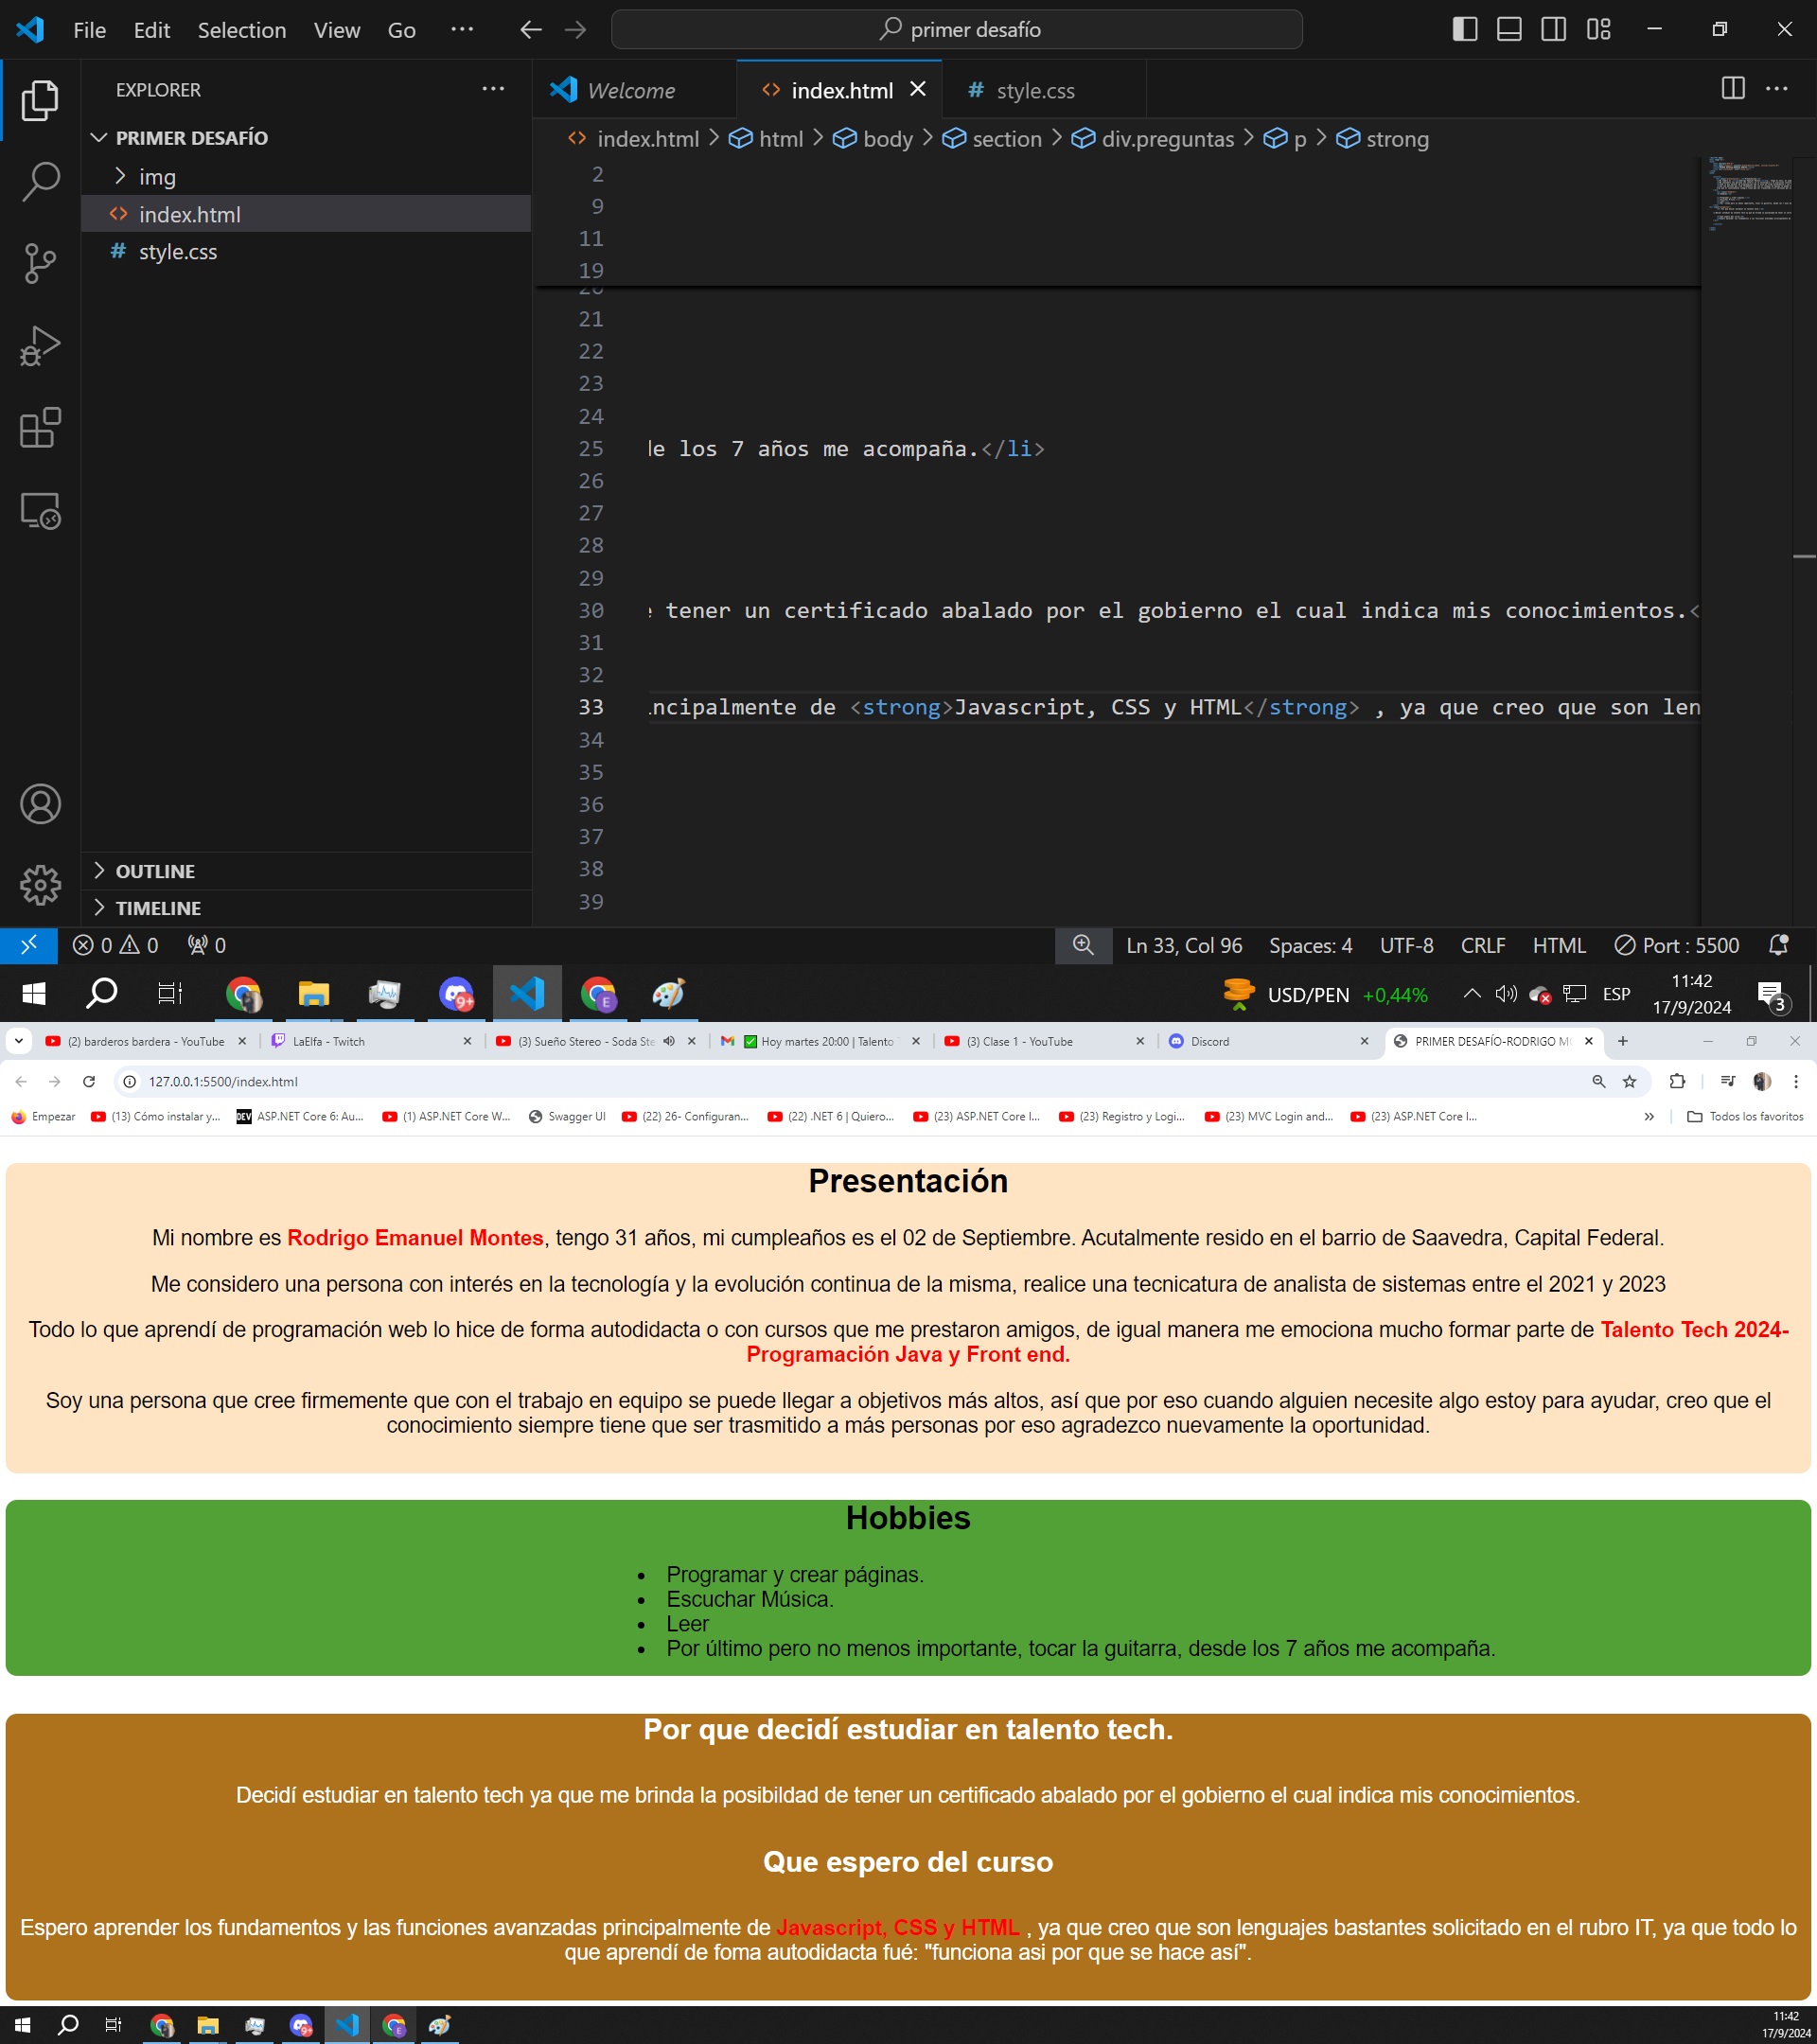 File Edit Selection View Go ··· primer desafío
EXPLORER ···
Welcome index.html style.css ···
PRIMER DESAFÍO
index.html > html > body > section > div.preguntas > p > strong
img
index.html
style.css
2
9
11
19
20
21
22
23
24
25 de los 7 años me acompaña.</li>
26
27
28
29
30 e tener un certificado abalado por el gobierno el cual indica mis conocimientos.<
31
32
33 incipalmente de <strong>Javascript, CSS y HTML</strong> , ya que creo que son len
34
35
36
37
38
39
OUTLINE
TIMELINE
0 0 0 Ln 33, Col 96 Spaces: 4 UTF-8 CRLF HTML Port : 5500
9+ E USD/PEN +0,44% ESP 11:42 17/9/2024 3
(2) barderos bardera - YouTube LaElfa - Twitch (3) Sueño Stereo - Soda Ste Hoy martes 20:00 | Talento (3) Clase 1 - YouTube Discord PRIMER DESAFÍO-RODRIGO M
127.0.0.1:5500/index.html
Empezar (13) Cómo instalar y... DEV ASP.NET Core 6: Au... (1) ASP.NET Core W... Swagger UI (22) 26- Configuran... (22) .NET 6 | Quiero... (23) ASP.NET Core I... (23) Registro y Logi... (23) MVC Login and... (23) ASP.NET Core I... » Todos los favoritos
Presentación
Mi nombre es Rodrigo Emanuel Montes, tengo 31 años, mi cumpleaños es el 02 de Septiembre. Acutalmente resido en el barrio de Saavedra, Capital Federal.
Me considero una persona con interés en la tecnología y la evolución continua de la misma, realice una tecnicatura de analista de sistemas entre el 2021 y 2023
Todo lo que aprendí de programación web lo hice de forma autodidacta o con cursos que me prestaron amigos, de igual manera me emociona mucho formar parte de Talento Tech 2024-
Programación Java y Front end.
Soy una persona que cree firmemente que con el trabajo en equipo se puede llegar a objetivos más altos, así que por eso cuando alguien necesite algo estoy para ayudar, creo que el
conocimiento siempre tiene que ser trasmitido a más personas por eso agradezco nuevamente la oportunidad.
Hobbies
• Programar y crear páginas.
• Escuchar Música.
• Leer
• Por último pero no menos importante, tocar la guitarra, desde los 7 años me acompaña.
Por que decidí estudiar en talento tech.
Decidí estudiar en talento tech ya que me brinda la posibildad de tener un certificado abalado por el gobierno el cual indica mis conocimientos.
Que espero del curso
Espero aprender los fundamentos y las funciones avanzadas principalmente de Javascript, CSS y HTML , ya que creo que son lenguajes bastantes solicitado en el rubro IT, ya que todo lo
que aprendí de foma autodidacta fué: "funciona asi por que se hace así".
9+ E 11:42
17/9/2024